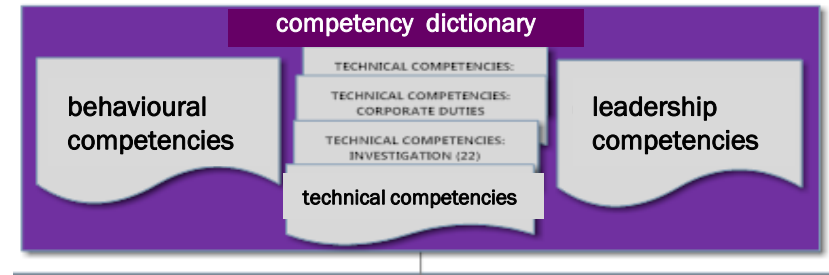 competency dictionary
behavioural
competencies
TECHNICAL COMPETENCIES:
TECHNICAL COMPETENCIES:
CORPORATE DUTIES
TECHNICAL COMPETENCIES:
INVESTIGATION (22)
technical competencies
leadership
competencies